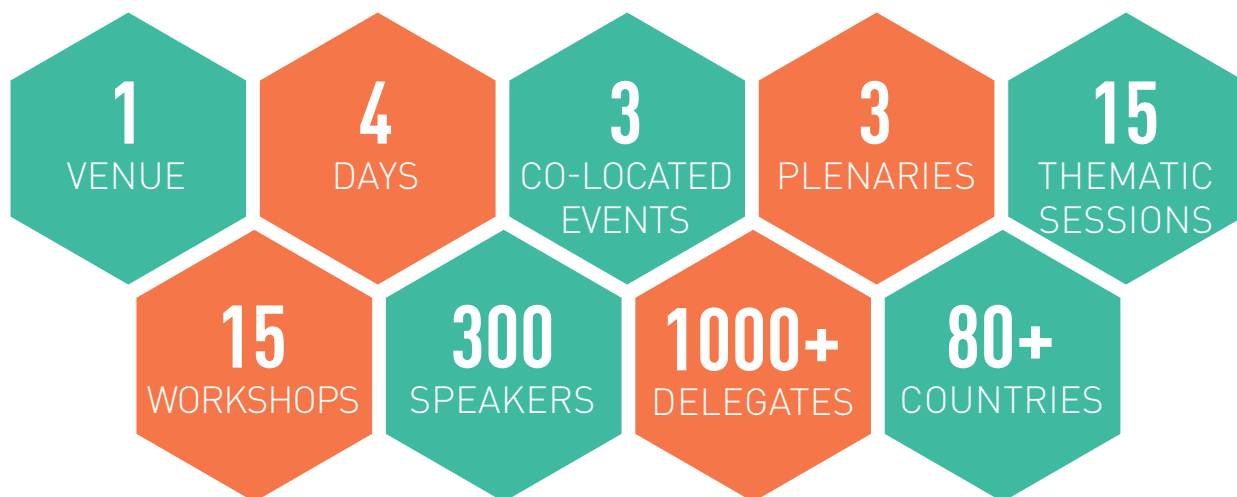 1
VENUE
4
DAYS
3
CO-LOCATED
EVENTS
3
PLENARIES
15
THEMATIC
SESSIONS
15
WORKSHOPS
300
SPEAKERS
1000+
DELEGATES
80+
COUNTRIES